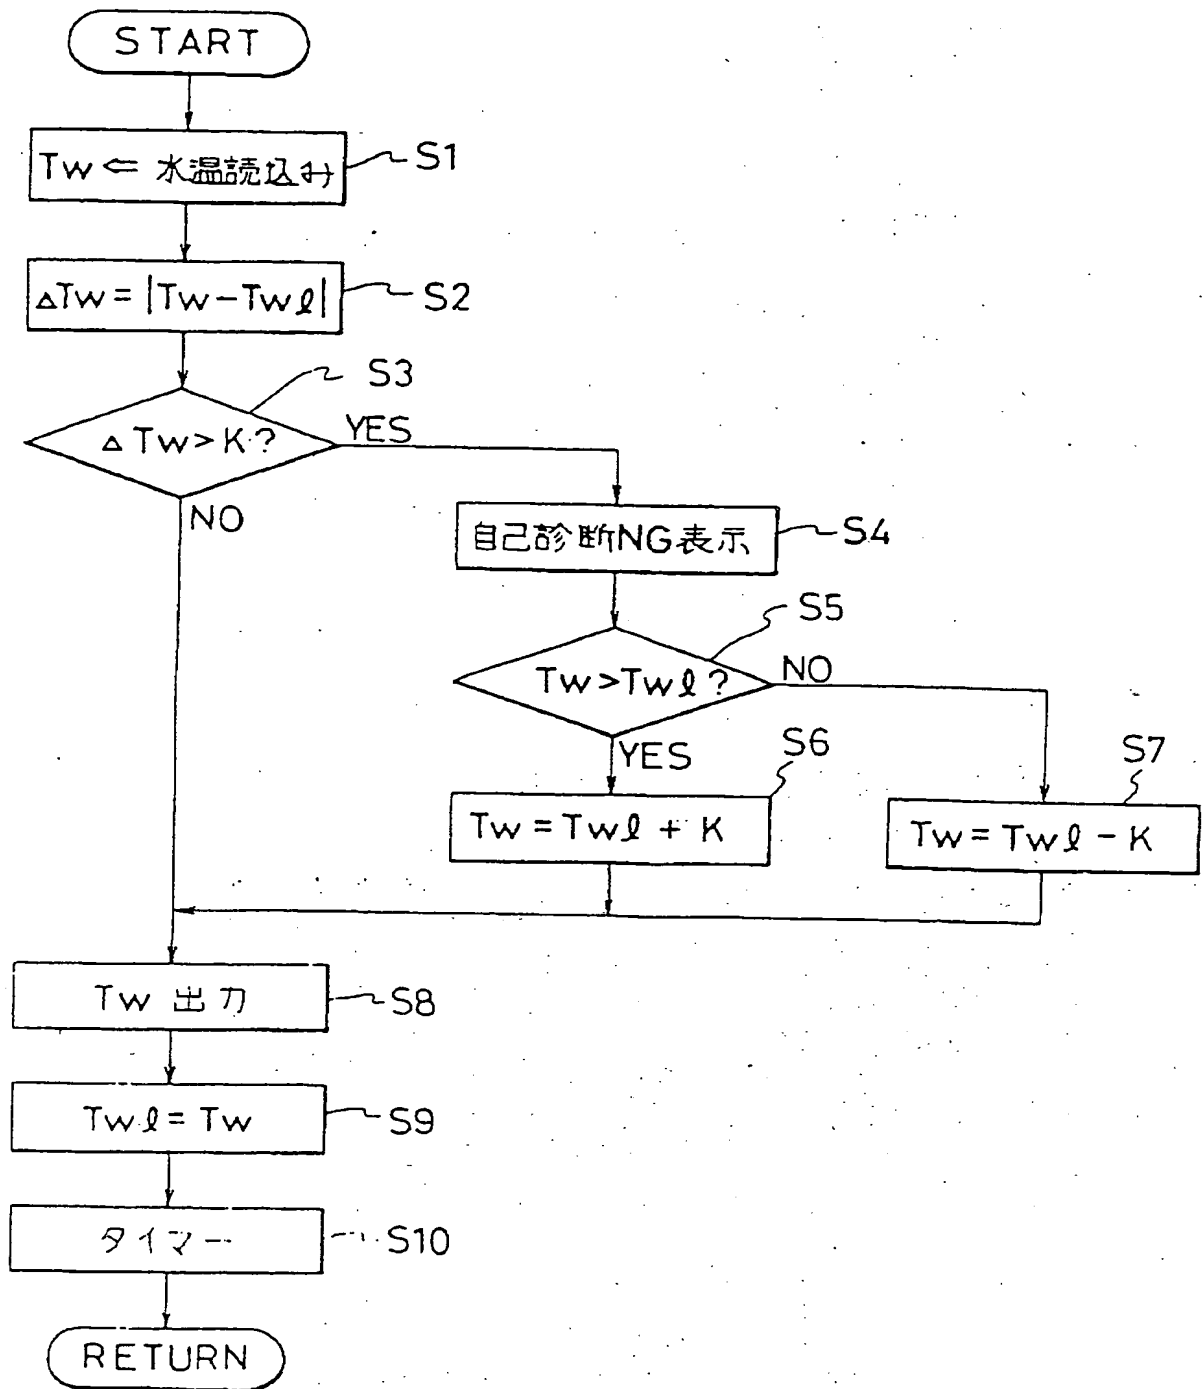 START
Tw ⇐ 水温読込み
S1
△Tw = |Tw − Twℓ|
S2
S3
△Tw > K ?
YES
NO
自己診断NG表示
S4
S5
Tw > Twℓ ?
NO
YES
S6
Tw = Twℓ + K
S7
Tw = Twℓ − K
Tw 出力
S8
Twℓ = Tw
S9
タイマー
S10
RETURN